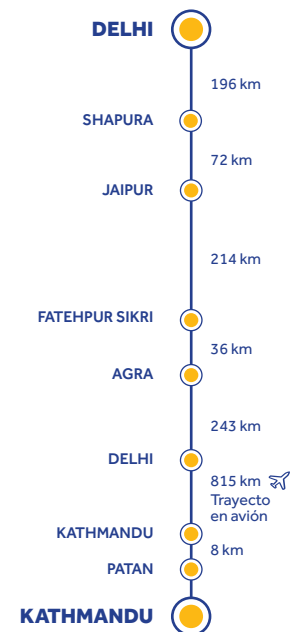 DELHI
196 km
SHAPURA
72 km
JAIPUR
214 km
FATEHPUR SIKRI
36 km
AGRA
243 km
DELHI
815 km
Trayecto
en avión
KATHMANDU
8 km
PATAN
KATHMANDU